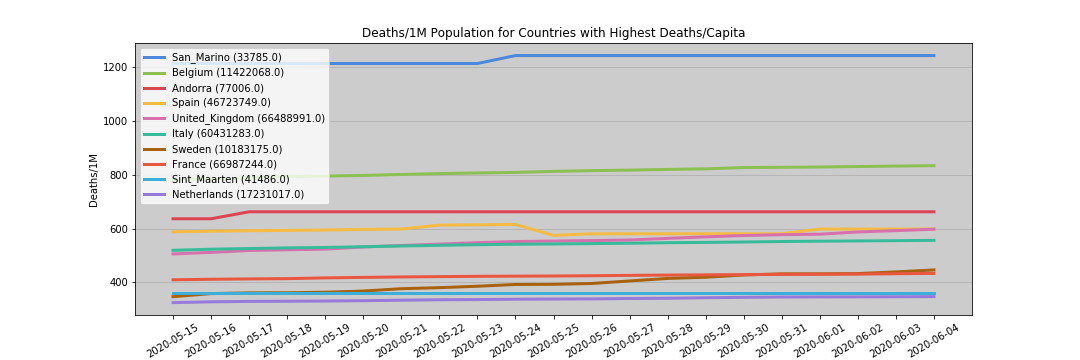 Deaths/1M Population for Countries with Highest Deaths/Capita
Deaths/1M
1200
1000
800
600
400
San_Marino (33785.0)
Belgium (11422068.0)
Andorra (77006.0)
Spain (46723749.0)
United_Kingdom (66488991.0)
Italy (60431283.0)
Sweden (10183175.0)
France (66987244.0)
Sint_Maarten (41486.0)
Netherlands (17231017.0)
2020-05-15
2020-05-16
2020-05-17
2020-05-18
2020-05-19
2020-05-20
2020-05-21
2020-05-22
2020-05-23
2020-05-24
2020-05-25
2020-05-26
2020-05-27
2020-05-28
2020-05-29
2020-05-30
2020-05-31
2020-06-01
2020-06-02
2020-06-03
2020-06-04